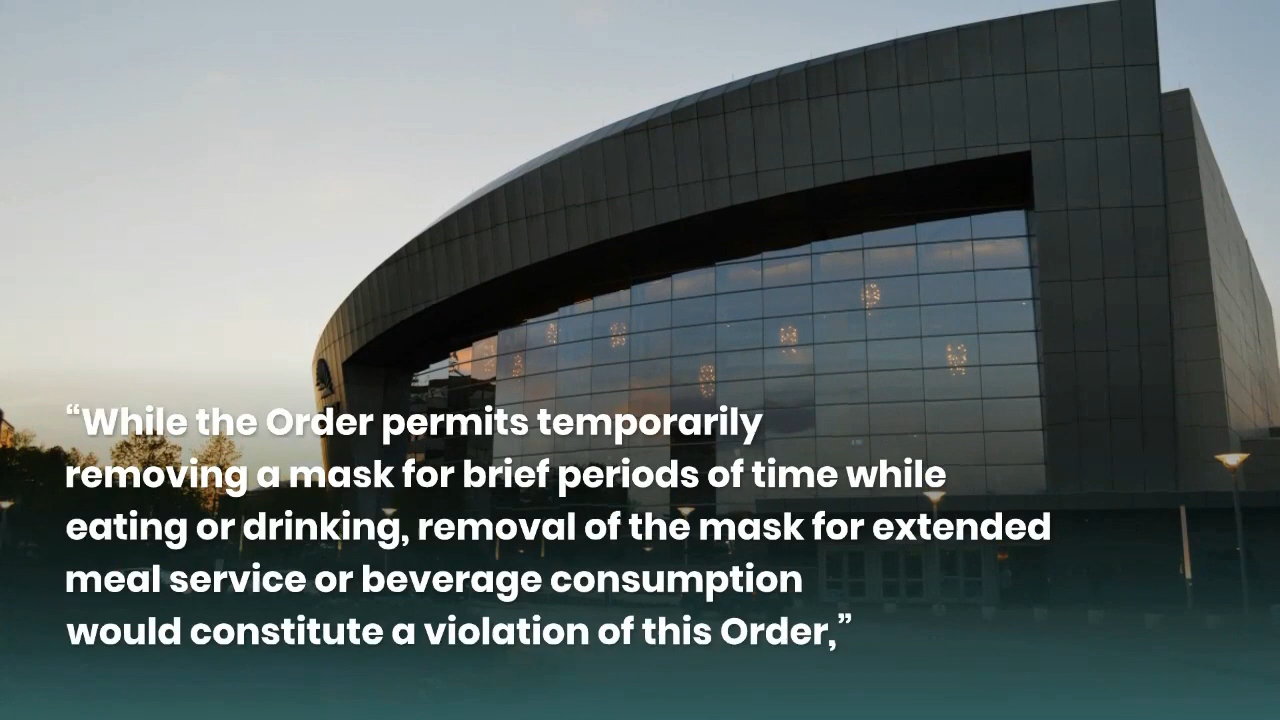 “While the Order permits temporarily
removing a mask for brief periods of time while
eating or drinking, removal of the mask for extended
meal service or beverage consumption
would constitute a violation of this Order,”